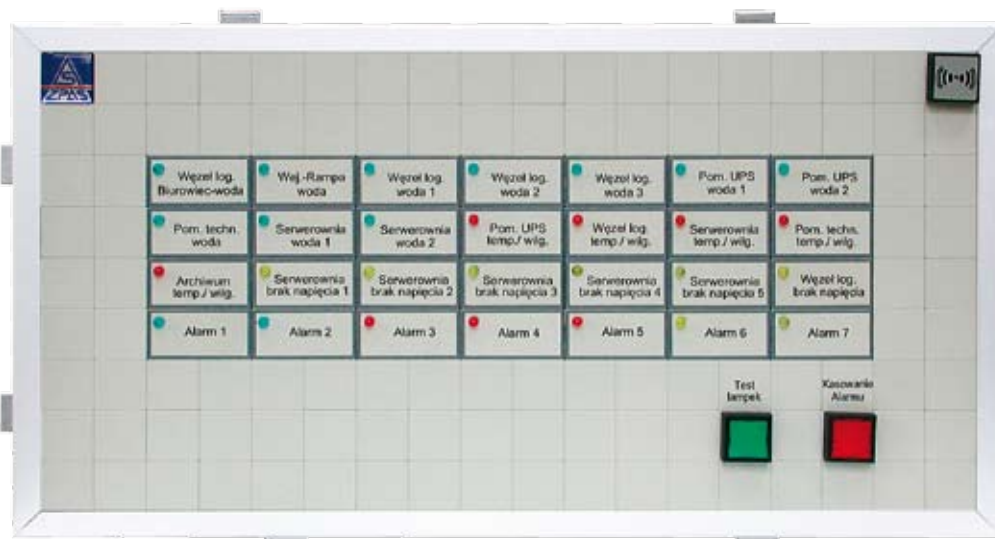 ZPAS
Węzeł log.
Biurowiec-woda
Wej.-Rampa
woda
Węzeł log.
woda 1
Węzeł log.
woda 2
Węzeł log.
woda 3
Pom. UPS
woda 1
Pom. UPS
woda 2
Pom. techn.
woda
Serwerownia
woda 1
Serwerownia
woda 2
Pom. UPS
temp./ wilg.
Węzeł log.
temp./ wilg.
Serwerownia
temp./ wilg.
Pom. techn.
temp./ wilg.
Archiwum
temp./ wilg.
Serwerownia
brak napięcia 1
Serwerownia
brak napięcia 2
Serwerownia
brak napięcia 3
Serwerownia
brak napięcia 4
Serwerownia
brak napięcia 5
Węzeł log.
brak napięcia
Alarm 1
Alarm 2
Alarm 3
Alarm 4
Alarm 5
Alarm 6
Alarm 7
Test
lampek
Kasowanie
Alarmu